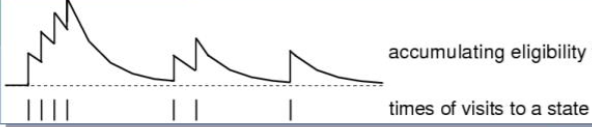 accumulating eligibility
times of visits to a state